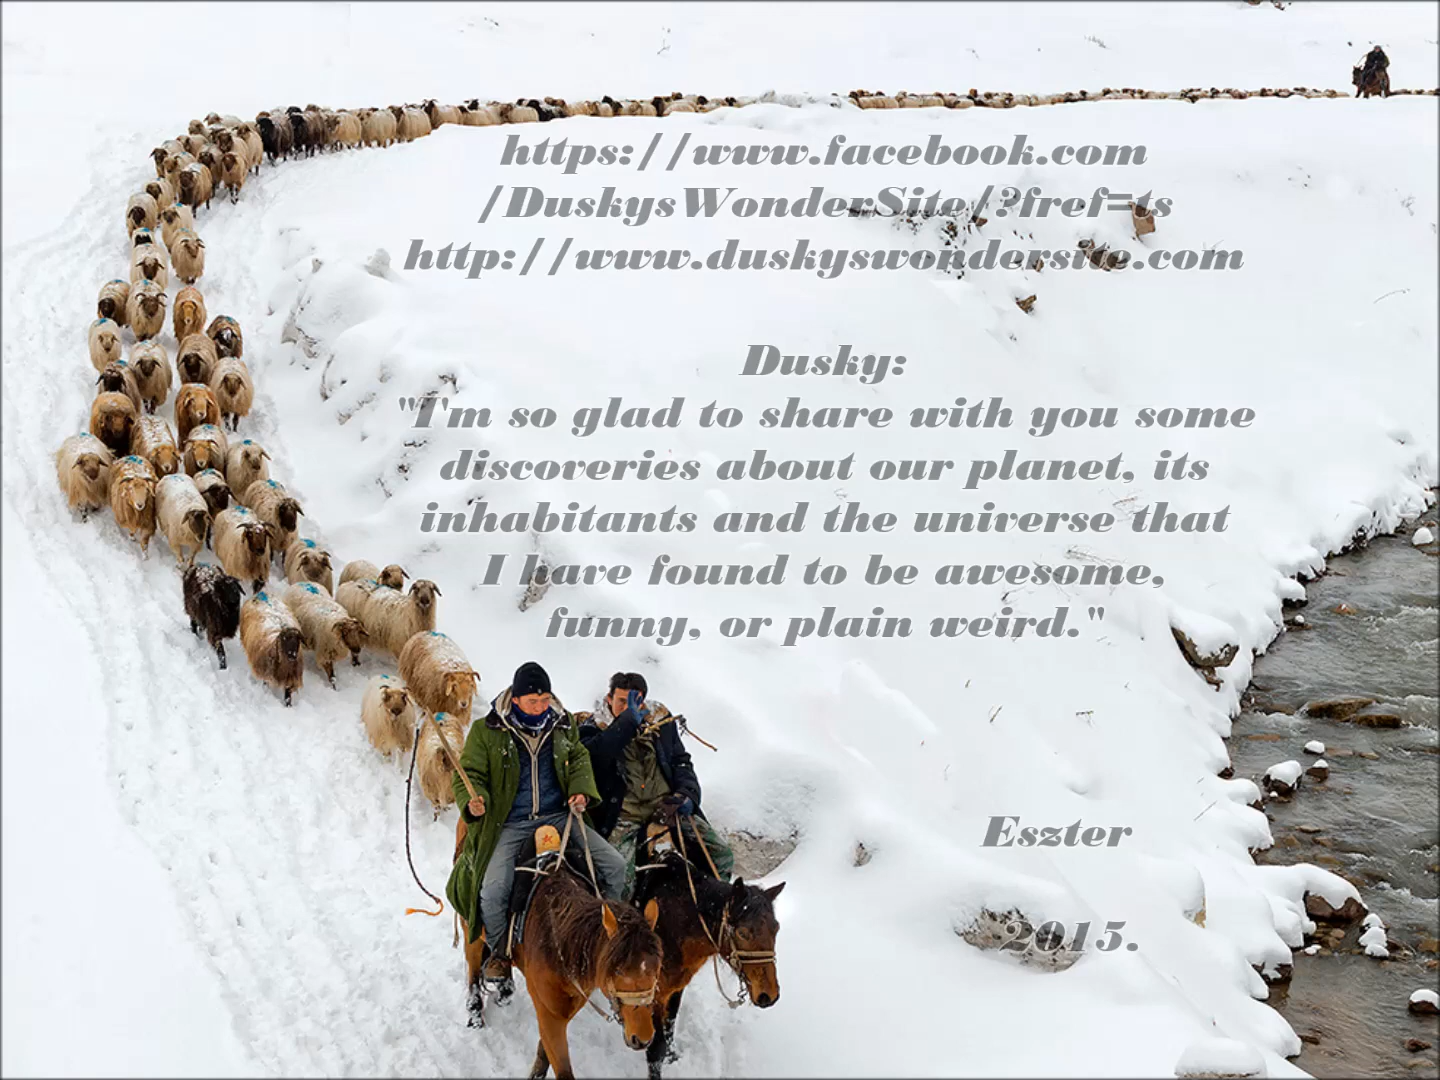 https://www.facebook.com
/DuskysWonderSite/?fref=ts
http://www.duskyswondersite.com
Dusky:
"I'm so glad to share with you some
discoveries about our planet, its
inhabitants and the universe that
I have found to be awesome,
funny, or plain weird."
Eszter
2015.